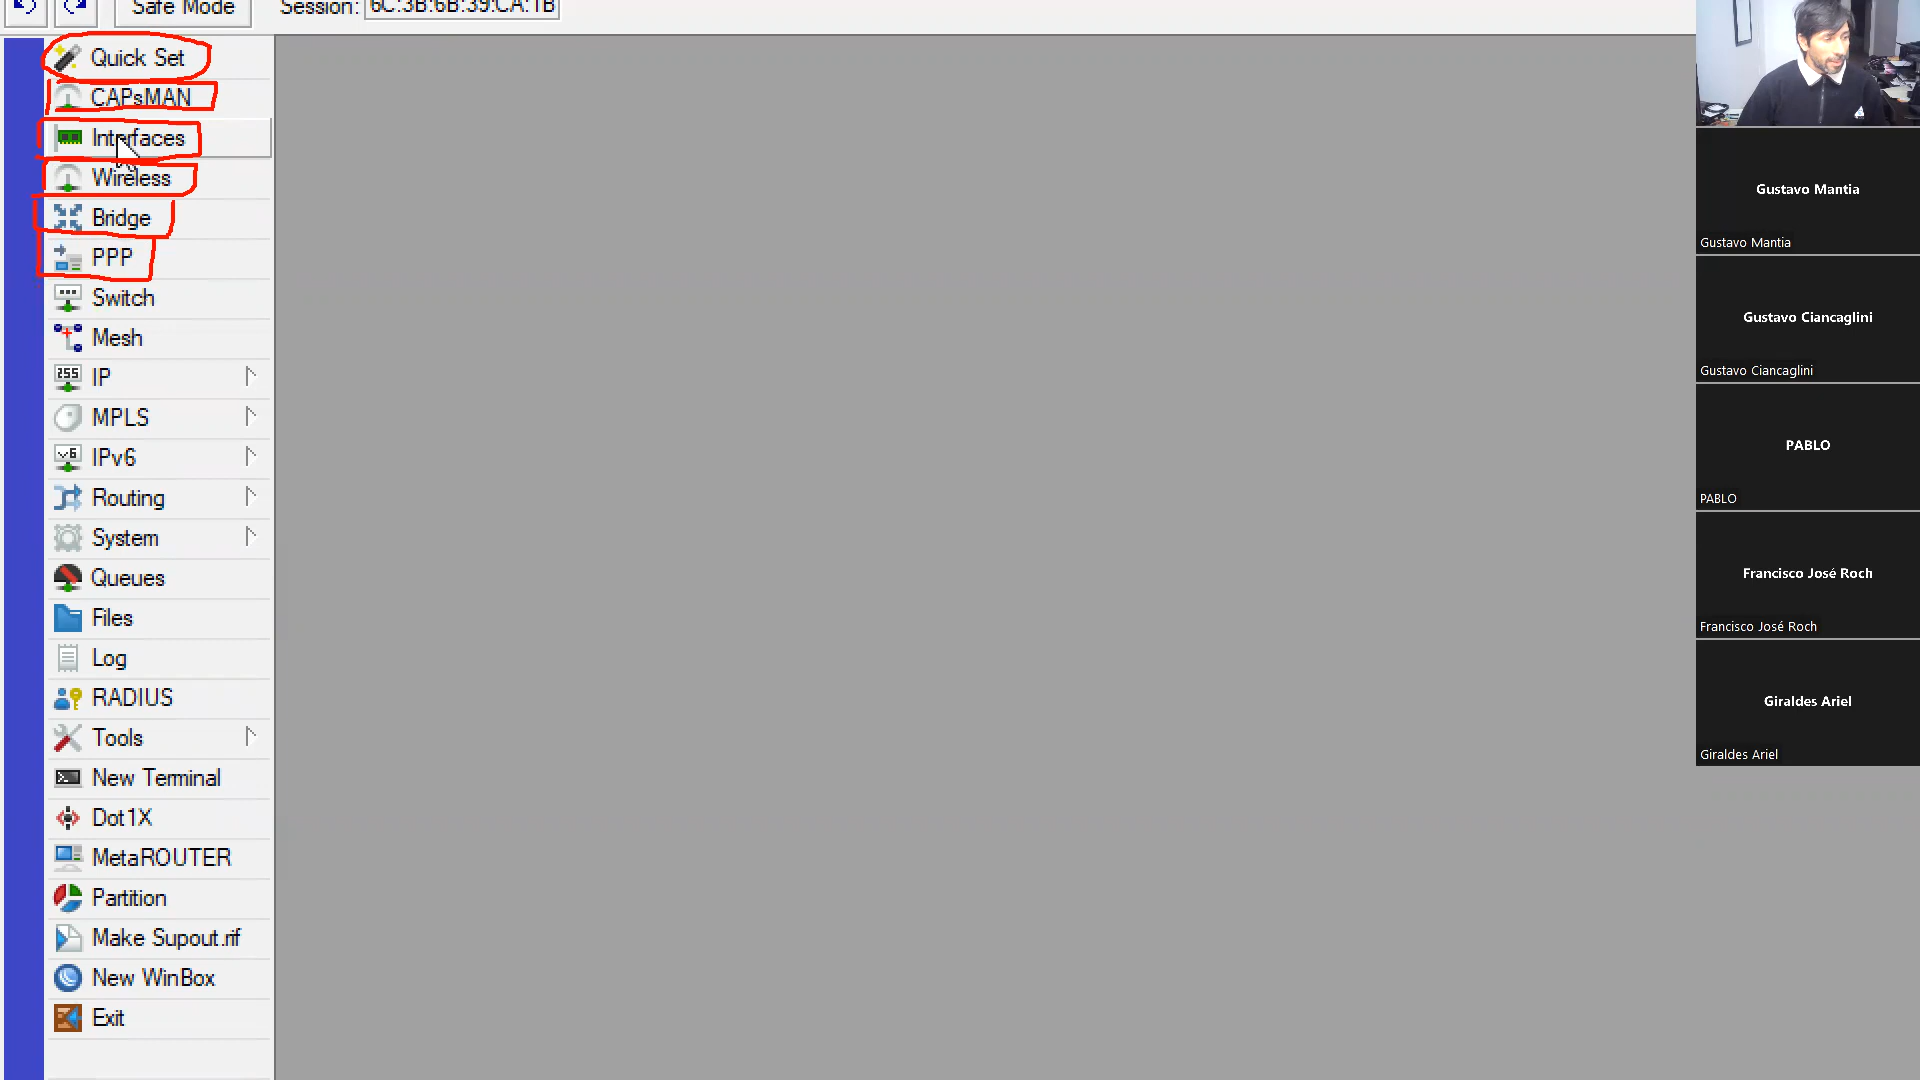 Safe Mode Session: 6C:3B:6B:39:CA:1B
Quick Set
CAPsMAN
Interfaces
Wireless
Bridge
PPP
Switch
Mesh
255 IP
MPLS
v6 IPv6
Routing
System
Queues
Files
Log
RADIUS
Tools
New Terminal
Dot1X
MetaROUTER
Partition
Make Supout.rif
New WinBox
Exit
Gustavo Mantia
Gustavo Mantia
Gustavo Ciancaglini
Gustavo Ciancaglini
PABLO
PABLO
Francisco José Roch
Francisco José Roch
Giraldes Ariel
Giraldes Ariel